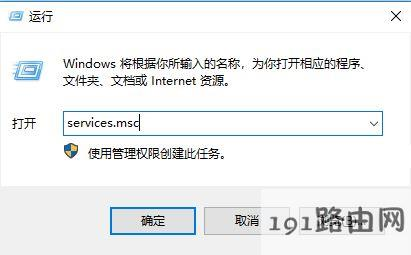 运行
Windows 将根据你所输入的名称，为你打开相应的程序、
文件夹、文档或 Internet 资源。
打开
services.msc
使用管理权限创建此任务。
确定
取消
191路由网